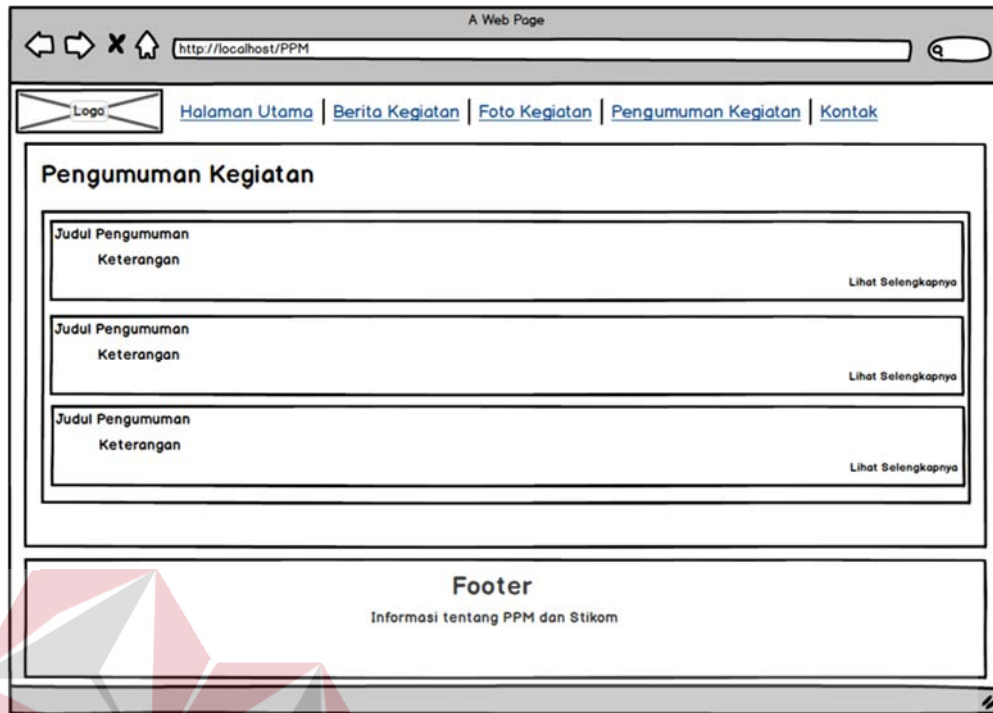 A Web Page
http://localhost/PPM
Logo Halaman Utama | Berita Kegiatan | Foto Kegiatan | Pengumuman Kegiatan | Kontak
Pengumuman Kegiatan
Judul Pengumuman
Keterangan
Lihat Selengkapnya
Judul Pengumuman
Keterangan
Lihat Selengkapnya
Judul Pengumuman
Keterangan
Lihat Selengkapnya
Footer
Informasi tentang PPM dan Stikom